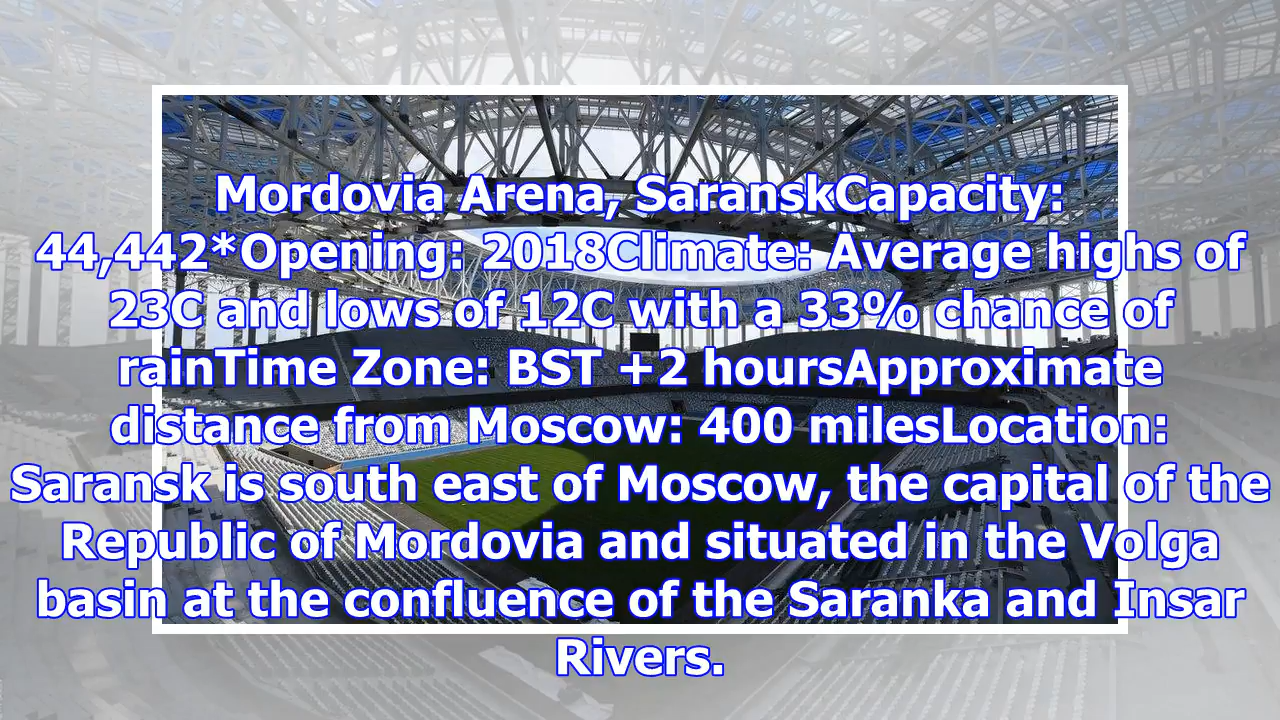 Mordovia Arena, SaranskCapacity:
44,442*Opening: 2018Climate: Average highs of
23C and lows of 12C with a 33% chance of
rainTime Zone: BST +2 hoursApproximate
distance from Moscow: 400 milesLocation:
Saransk is south east of Moscow, the capital of the
Republic of Mordovia and situated in the Volga
basin at the confluence of the Saranka and Insar
Rivers.